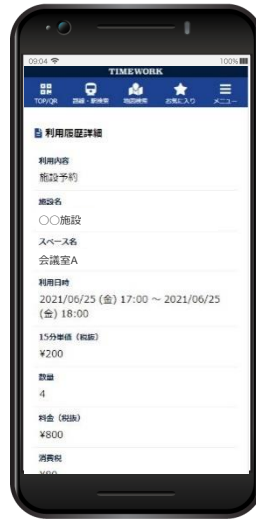 09:04
100%
TIMEWORK
TOP/QR 路線・駅検索 地図検索 お気に入り メニュー
利用履歴詳細
利用内容
施設予約
施設名
○○施設
スペース名
会議室A
利用日時
2021/06/25 (金) 17:00 ~ 2021/06/25
(金) 18:00
15分単価（税抜）
¥200
数量
4
料金（税抜）
¥800
消費税
¥80